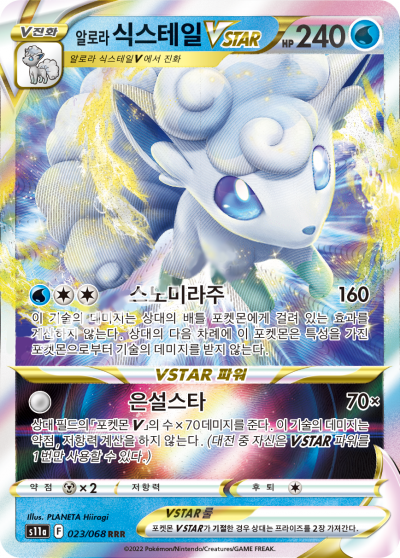 V진화
알로라 식스테일 VSTAR HP 240
알로라 식스테일V에서 진화
스노미라주 160
이 기술의 데미지는 상대의 배틀 포켓몬에게 걸려 있는 효과를
계산하지 않는다. 상대의 다음 차례에 이 포켓몬은 특성을 가진
포켓몬으로부터 기술의 데미지를 받지 않는다.
VSTAR 파워
은설스타 70×
상대 필드의 「포켓몬 V」의 수 × 70데미지를 준다. 이 기술의 데미지는
약점, 저항력 계산을 하지 않는다. (대전 중 자신은 VSTAR 파워를
1번만 사용할 수 있다.)
약점 ×2 저항력 후퇴
Illus. PLANETA Hiiragi
VSTAR 룰
s11a F 023/068 RRR
포켓몬 VSTAR가 기절한 경우 상대는 프라이즈를 2장 가져간다.
©2022 Pokémon/Nintendo/Creatures/GAME FREAK.